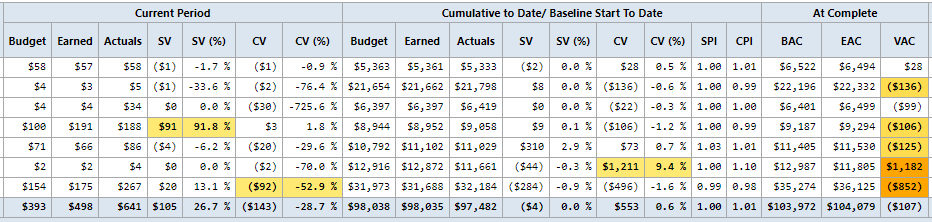 Current Period Cumulative to Date/ Baseline Start To Date At Complete
Budget Earned Actuals SV SV (%) CV CV (%) Budget Earned Actuals SV SV (%) CV CV (%) SPI CPI BAC EAC VAC
$58 $57 $58 ($1) -1.7 % ($1) -0.9 % $5,363 $5,361 $5,333 ($2) 0.0 % $28 0.5 % 1.00 1.01 $6,522 $6,494 $28
$4 $3 $5 ($1) -33.6 % ($2) -76.4 % $21,654 $21,662 $21,798 $8 0.0 % ($136) -0.6 % 1.00 0.99 $22,196 $22,332 ($136)
$4 $4 $34 $0 0.0 % ($30) -725.6 % $6,397 $6,397 $6,419 $0 0.0 % ($22) -0.3 % 1.00 1.00 $6,401 $6,499 ($99)
$100 $191 $188 $91 91.8 % $3 1.8 % $8,944 $8,952 $9,058 $9 0.1 % ($106) -1.2 % 1.00 0.99 $9,187 $9,294 ($106)
$71 $66 $86 ($4) -6.2 % ($20) -29.6 % $10,792 $11,102 $11,029 $310 2.9 % $73 0.7 % 1.03 1.01 $11,405 $11,530 ($125)
$2 $2 $4 $0 0.0 % ($2) -70.0 % $12,916 $12,872 $11,661 ($44) -0.3 % $1,211 9.4 % 1.00 1.10 $12,987 $11,805 $1,182
$154 $175 $267 $20 13.1 % ($92) -52.9 % $31,973 $31,688 $32,184 ($284) -0.9 % ($496) -1.6 % 0.99 0.98 $35,274 $36,125 ($852)
$393 $498 $641 $105 26.7 % ($143) -28.7 % $98,038 $98,035 $97,482 ($4) 0.0 % $553 0.6 % 1.00 1.01 $103,972 $104,079 ($107)